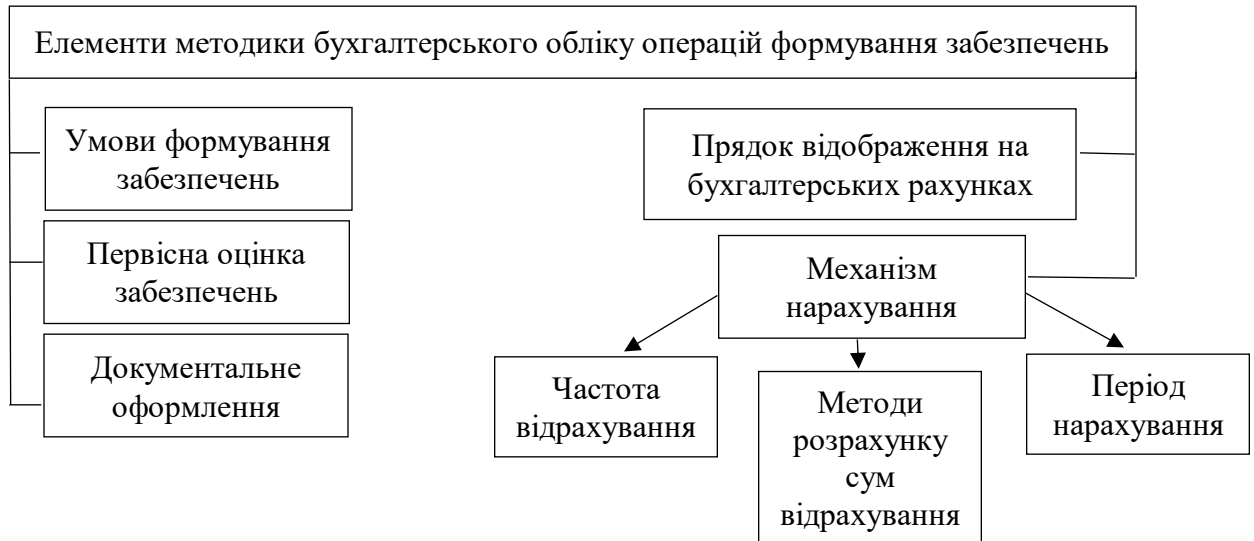 Елементи методики бухгалтерського обліку операцій формування забезпечень
Умови формування
забезпечень
Первісна оцінка
забезпечень
Документальне
оформлення
Прядок відображення на
бухгалтерських рахунках
Механізм
нарахування
Частота
відрахування
Методи
розрахунку
сум
відрахування
Період
нарахування